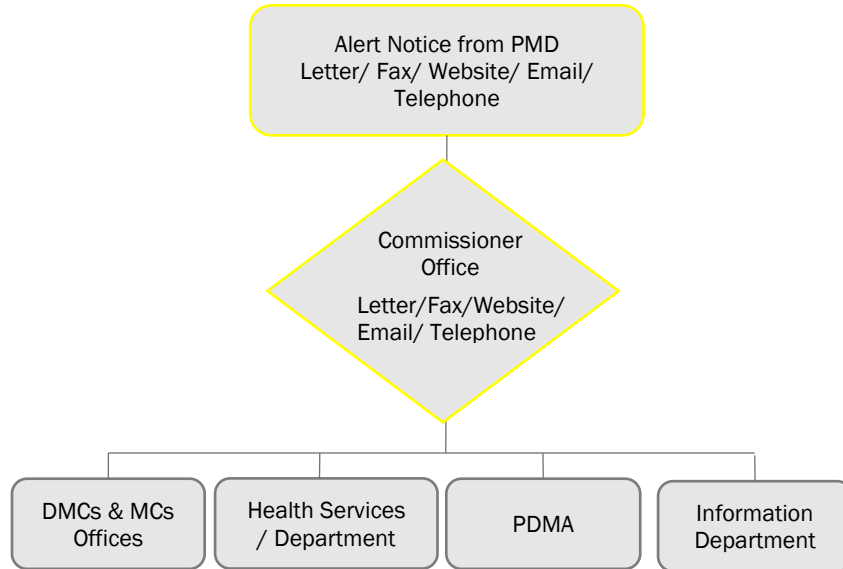 Alert Notice from PMD
Letter/ Fax/ Website/ Email/
Telephone
Commissioner
Office
Letter/Fax/Website/
Email/ Telephone
DMCs & MCs
Offices
Health Services
/ Department
PDMA
Information
Department